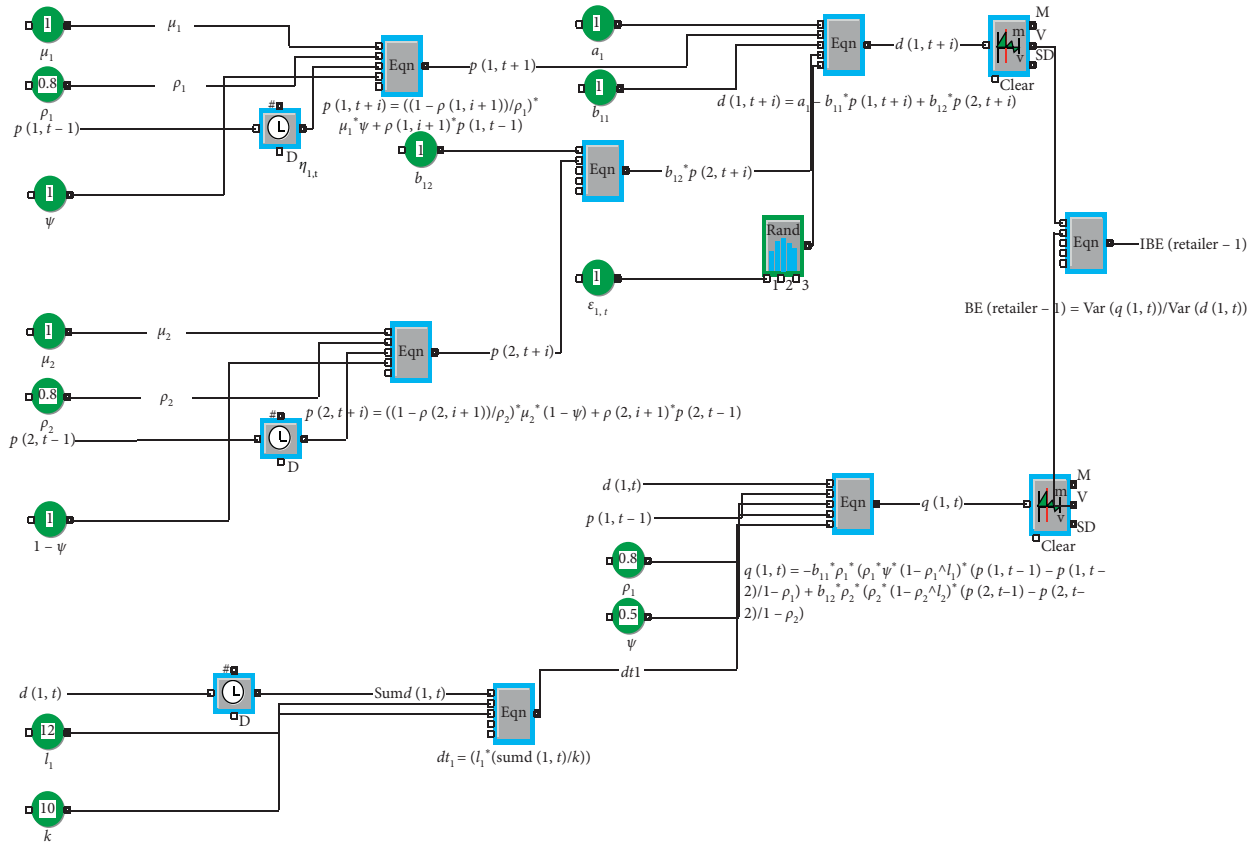 1
μ₁
μ₁
0.8
ρ₁
ρ₁
p (1, t – 1)
#
D
η₁,t
1
ψ
Eqn
p (1, t + 1)
p (1, t + i) = ((1 – ρ (1, i + 1))/ρ₁)*
μ₁*ψ + ρ (1, i + 1)*p (1, t – 1)
1
b₁₂
1
a₁
1
b₁₁
Eqn
d (1, t + i)
d (1, t + i) = a₁ – b₁₁*p (1, t + i) + b₁₂*p (2, t + i)
m
v
M
V
SD
Clear
Eqn
b₁₂*p (2, t + i)
Rand
1 2 3
1
ε₁, t
Eqn
IBE (retailer – 1)
BE (retailer – 1) = Var (q (1, t))/Var (d (1, t))
1
μ₂
μ₂
0.8
ρ₂
ρ₂
p (2, t – 1)
#
D
1
1 – ψ
Eqn
p (2, t + i)
p (2, t + i) = ((1 – ρ (2, i + 1))/ρ₂)*μ₂* (1 – ψ) + ρ (2, i + 1)*p (2, t – 1)
d (1,t)
p (1, t – 1)
0.8
ρ₁
0.5
ψ
Eqn
q (1, t)
m
v
M
V
SD
Clear
q (1, t) = –b₁₁*ρ₁* (ρ₁*ψ* (1– ρ₁^l₁)* (p (1, t – 1) – p (1, t –
2)/1– ρ₁) + b₁₂*ρ₂* (ρ₂* (1– ρ₂^l₂)* (p (2, t–1) – p (2, t–
2)/1 – ρ₂)
dt1
d (1, t)
#
D
Sumd (1, t)
12
l₁
10
k
Eqn
dt₁ = (l₁*(sumd (1, t)/k))